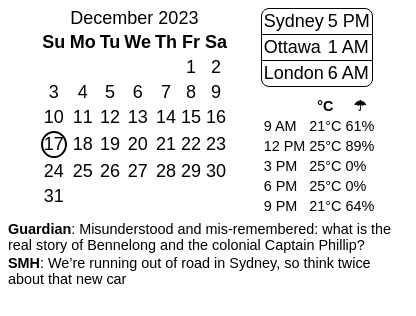 December 2023
Su Mo Tu We Th Fr Sa
1 2
3 4 5 6 7 8 9
10 11 12 13 14 15 16
17 18 19 20 21 22 23
24 25 26 27 28 29 30
31
Sydney 5 PM
Ottawa 1 AM
London 6 AM
°C ☂
9 AM 21°C 61%
12 PM 25°C 89%
3 PM 25°C 0%
6 PM 25°C 0%
9 PM 21°C 64%
Guardian: Misunderstood and mis-remembered: what is the
real story of Bennelong and the colonial Captain Phillip?
SMH: We’re running out of road in Sydney, so think twice
about that new car